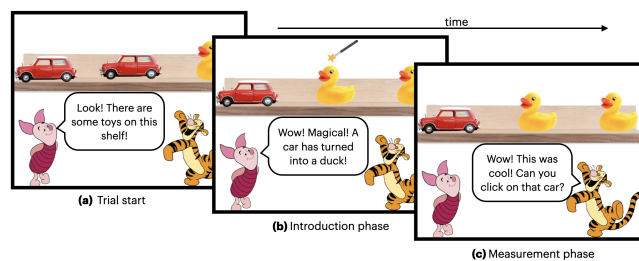 time
Look! There are
some toys on this
shelf!
(a) Trial start
Wow! Magical! A
car has turned
into a duck!
(b) Introduction phase
Wow! This was
cool! Can you
click on that car?
(c) Measurement phase